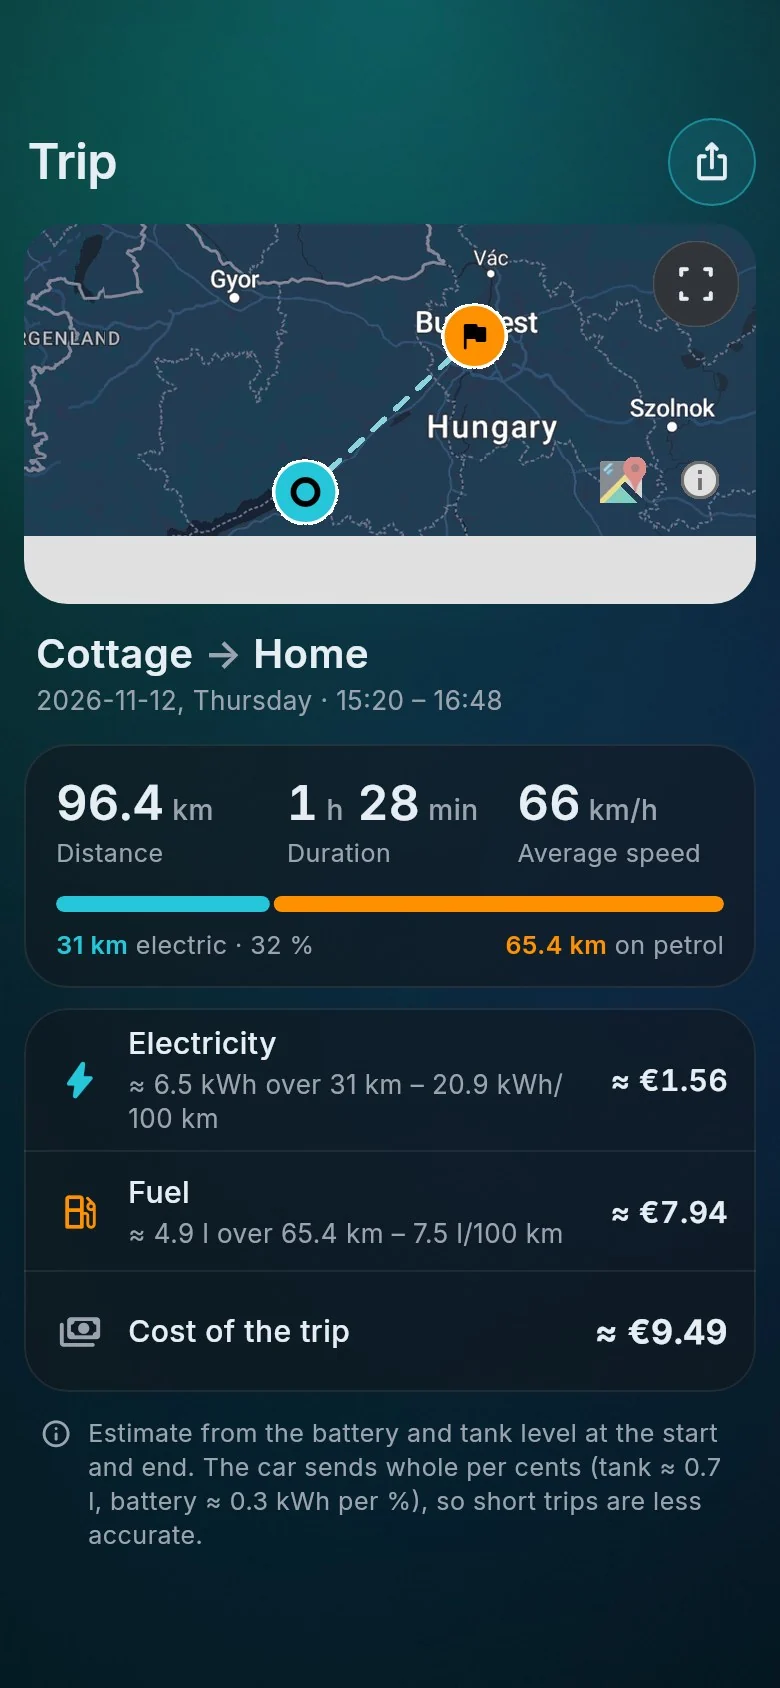 Trip
Vác
Gyor
RGENLAND
Hungary
Szolnok
Cottage → Home
2026-11-12, Thursday · 15:20 – 16:48
96.4 km 1 h 28 min 66 km/h
Distance Duration Average speed
31 km electric · 32 % 65.4 km on petrol
Electricity
≈ 6.5 kWh over 31 km – 20.9 kWh/
100 km
≈ €1.56
Fuel
≈ 4.9 l over 65.4 km – 7.5 l/100 km
≈ €7.94
Cost of the trip ≈ €9.49
Estimate from the battery and tank level at the start
and end. The car sends whole per cents (tank ≈ 0.7
l, battery ≈ 0.3 kWh per %), so short trips are less
accurate.